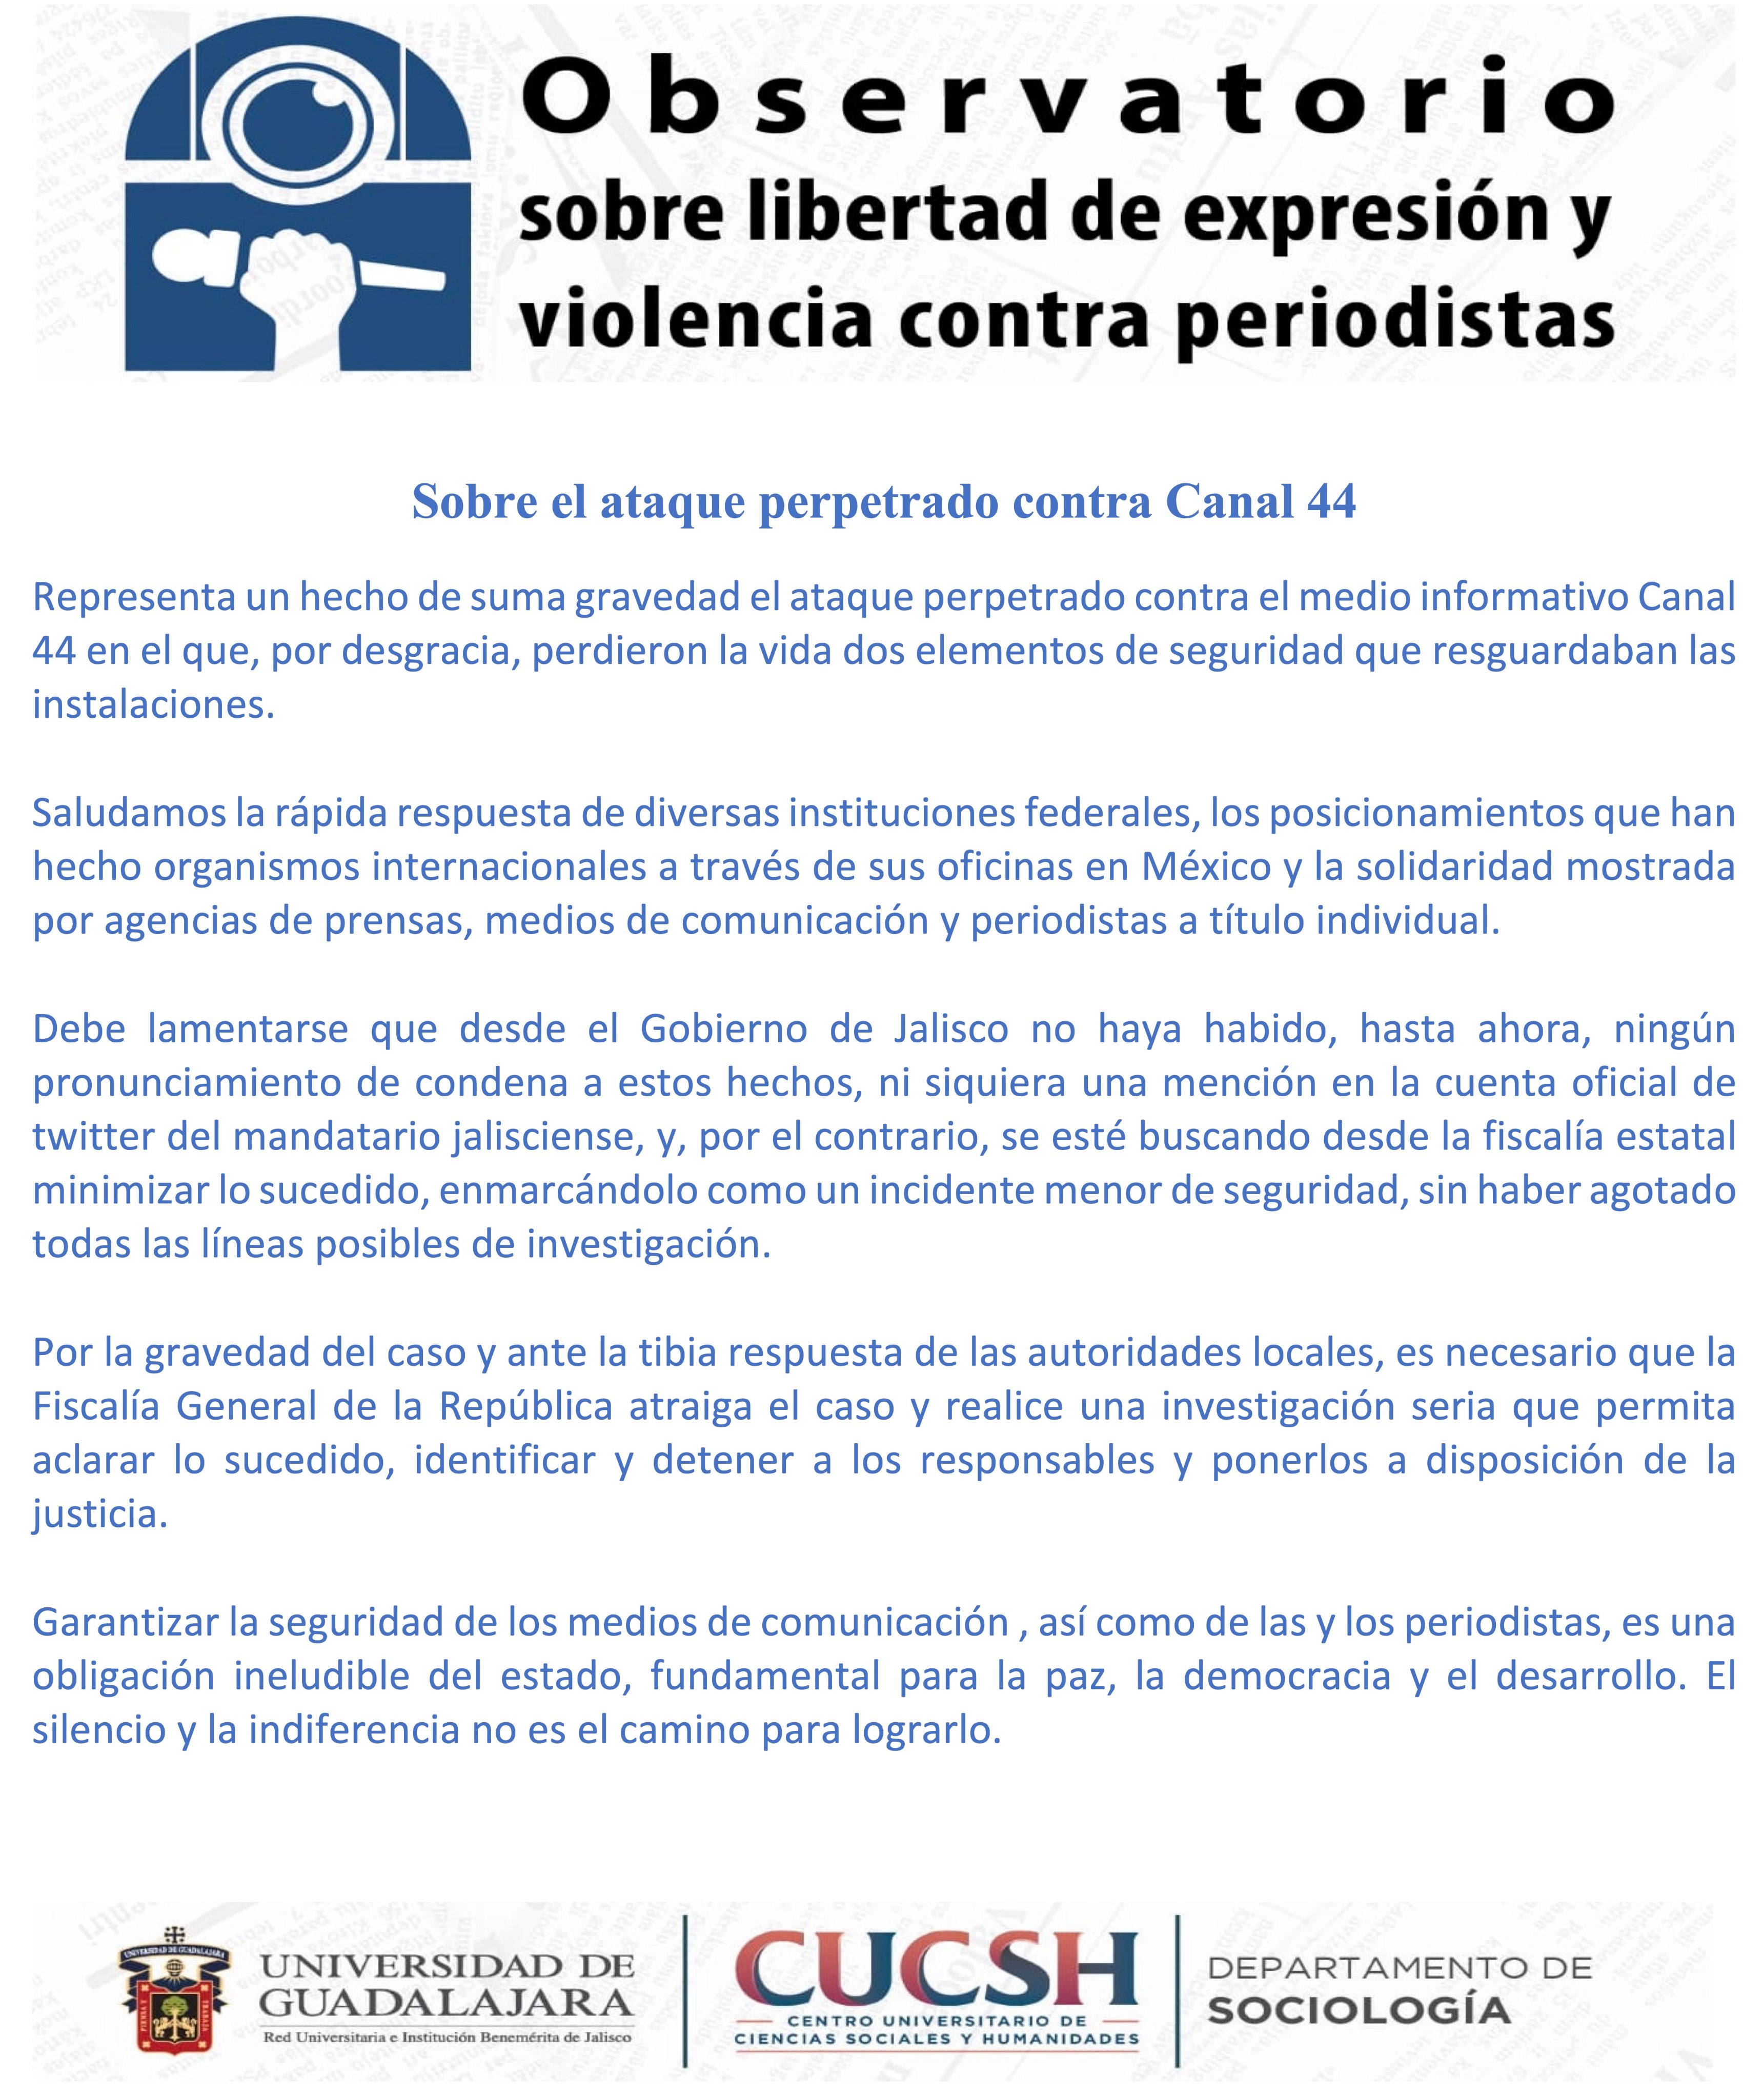 Observatorio
sobre libertad de expresión y
violencia contra periodistas
Sobre el ataque perpetrado contra Canal 44
Representa un hecho de suma gravedad el ataque perpetrado contra el medio informativo Canal
44 en el que, por desgracia, perdieron la vida dos elementos de seguridad que resguardaban las
instalaciones.
Saludamos la rápida respuesta de diversas instituciones federales, los posicionamientos que han
hecho organismos internacionales a través de sus oficinas en México y la solidaridad mostrada
por agencias de prensas, medios de comunicación y periodistas a título individual.
Debe lamentarse que desde el Gobierno de Jalisco no haya habido, hasta ahora, ningún
pronunciamiento de condena a estos hechos, ni siquiera una mención en la cuenta oficial de
twitter del mandatario jalisciense, y, por el contrario, se esté buscando desde la fiscalía estatal
minimizar lo sucedido, enmarcándolo como un incidente menor de seguridad, sin haber agotado
todas las líneas posibles de investigación.
Por la gravedad del caso y ante la tibia respuesta de las autoridades locales, es necesario que la
Fiscalía General de la República atraiga el caso y realice una investigación seria que permita
aclarar lo sucedido, identificar y detener a los responsables y ponerlos a disposición de la
justicia.
Garantizar la seguridad de los medios de comunicación , así como de las y los periodistas, es una
obligación ineludible del estado, fundamental para la paz, la democracia y el desarrollo. El
silencio y la indiferencia no es el camino para lograrlo.
UNIVERSIDAD DE GUADALAJARA
PIENSA Y
TRABAJA
UNIVERSIDAD DE
GUADALAJARA
Red Universitaria e Institución Benemérita de Jalisco
CUCSH
CENTRO UNIVERSITARIO DE
CIENCIAS SOCIALES Y HUMANIDADES
DEPARTAMENTO DE
SOCIOLOGÍA